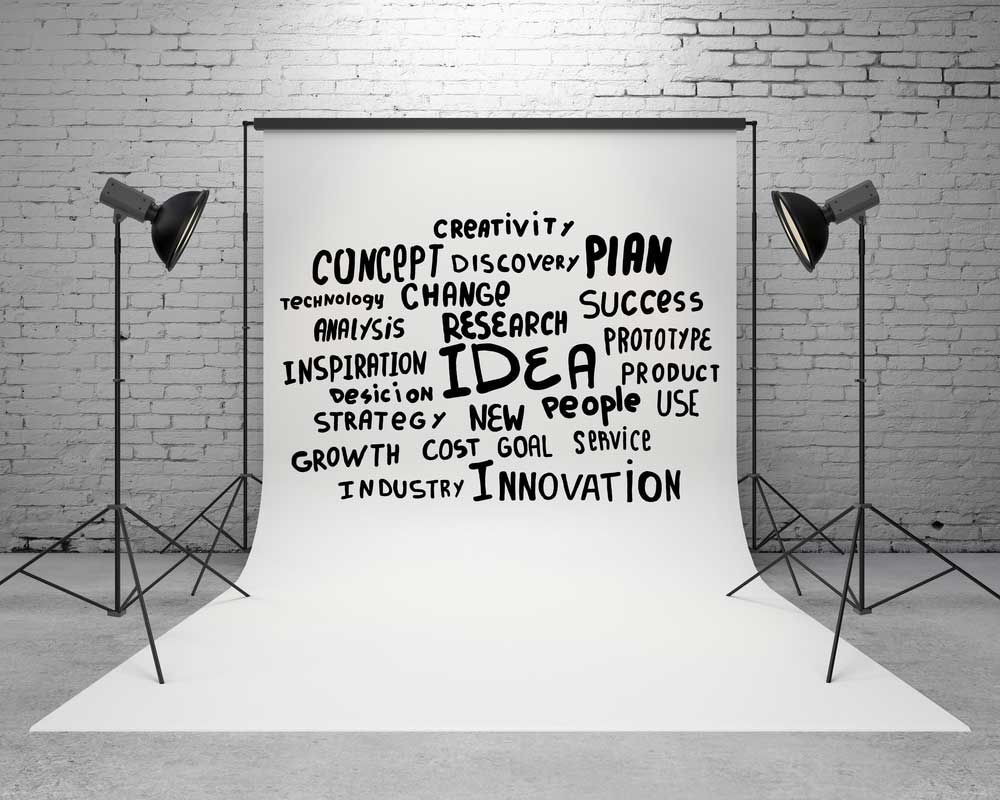 CREATIVITY
CONCEPT DISCOVERY PLAN
TECHNOLOGY CHANGE SUCCESS
ANALYSIS RESEARCH PROTOTYPE
INSPIRATION IDEA PRODUCT
DESICION People USE
STRATEGY NEW
GROWTH COST GOAL SERVICE
INDUSTRY INNOVATION